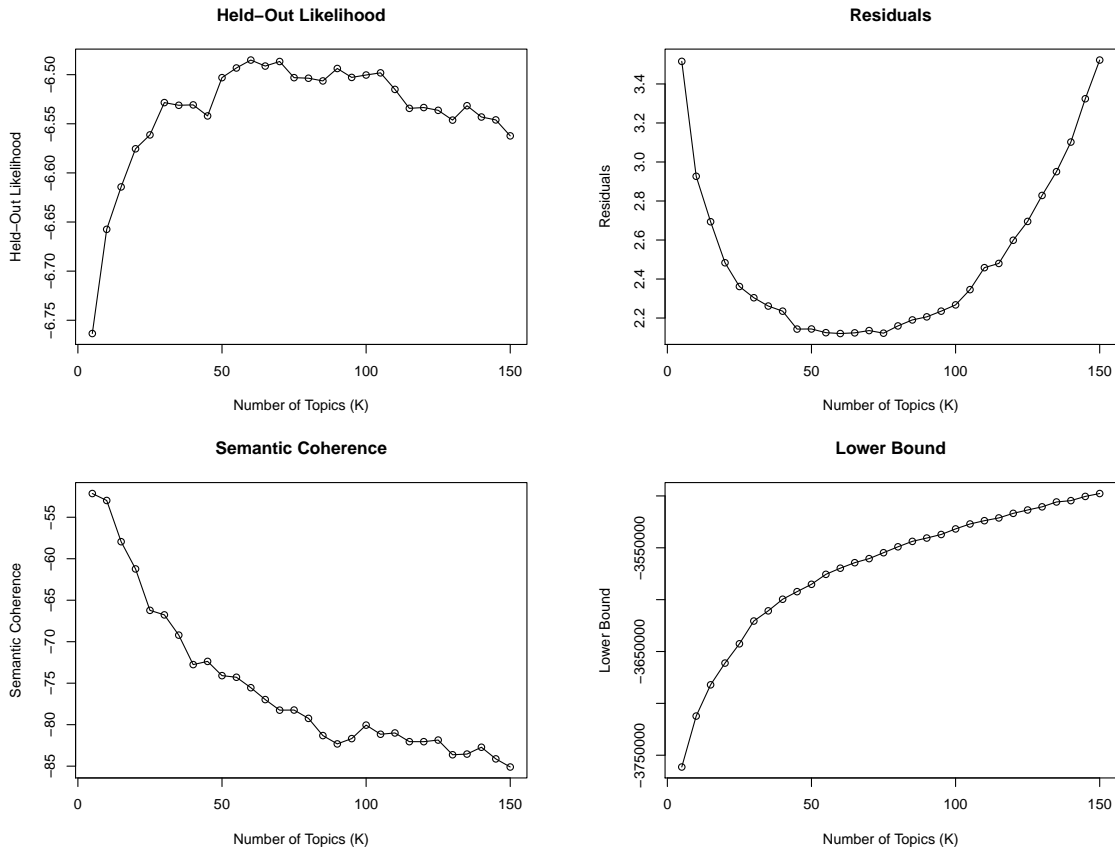 Held−Out Likelihood
−6.75 −6.70 −6.65 −6.60 −6.55 −6.50
Held−Out Likelihood
0 50 100 150
Number of Topics (K)
Residuals
2.2 2.4 2.6 2.8 3.0 3.2 3.4
Residuals
0 50 100 150
Number of Topics (K)
Semantic Coherence
−85 −80 −75 −70 −65 −60 −55
Semantic Coherence
0 50 100 150
Number of Topics (K)
Lower Bound
−3750000 −3650000 −3550000
Lower Bound
0 50 100 150
Number of Topics (K)